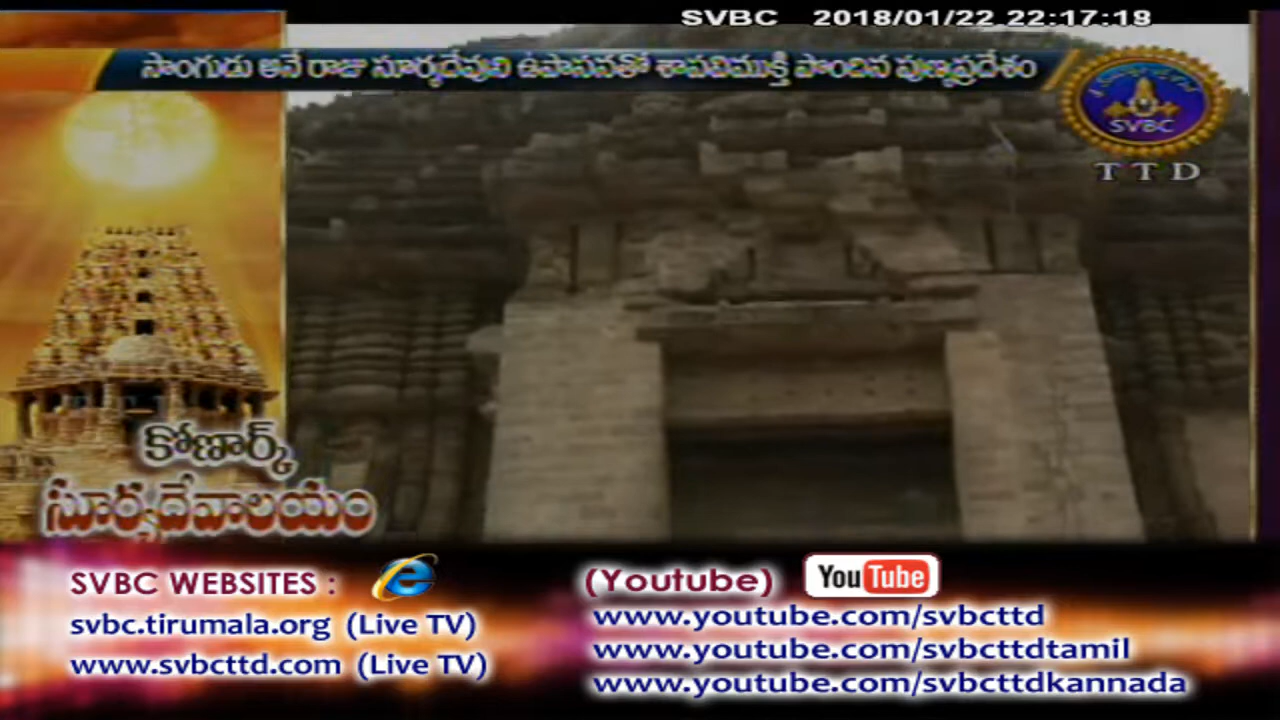 SVBC 2018/01/22 22:17:18
సాంగుడు అనే రాజు సూర్యదేవుని ఉపాసనతో శాపవిముక్తి పొందిన పుణ్యప్రదేశం
SVBC
T T D
కోణార్క్
సూర్యదేవాలయం
SVBC WEBSITES :
svbc.tirumala.org (Live TV)
www.svbcttd.com (Live TV)
(Youtube) YouTube
www.youtube.com/svbcttd
www.youtube.com/svbcttdtamil
www.youtube.com/svbcttdkannada